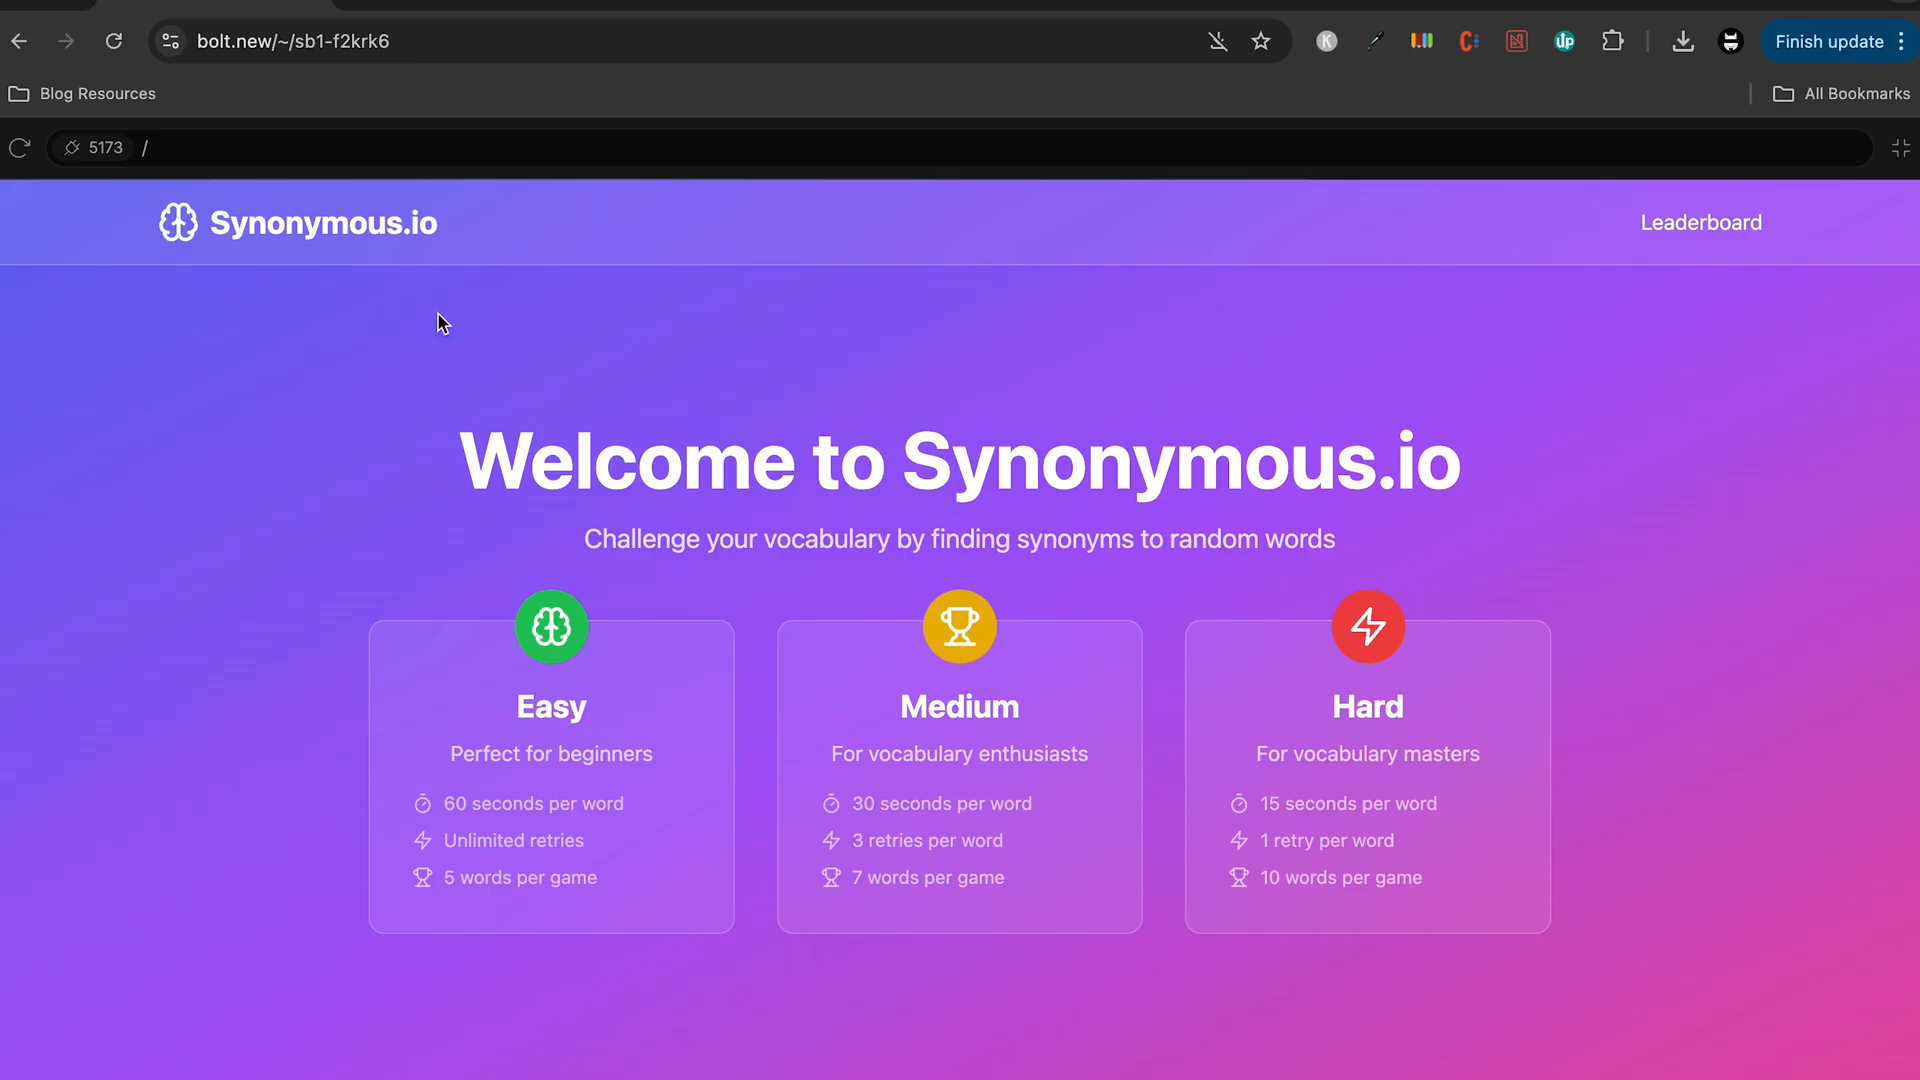 bolt.new/~/sb1-f2krk6
K
up
Finish update
Blog Resources
All Bookmarks
5173 /
Synonymous.io
Leaderboard
Welcome to Synonymous.io
Challenge your vocabulary by finding synonyms to random words
Easy
Perfect for beginners
60 seconds per word
Unlimited retries
5 words per game
Medium
For vocabulary enthusiasts
30 seconds per word
3 retries per word
7 words per game
Hard
For vocabulary masters
15 seconds per word
1 retry per word
10 words per game